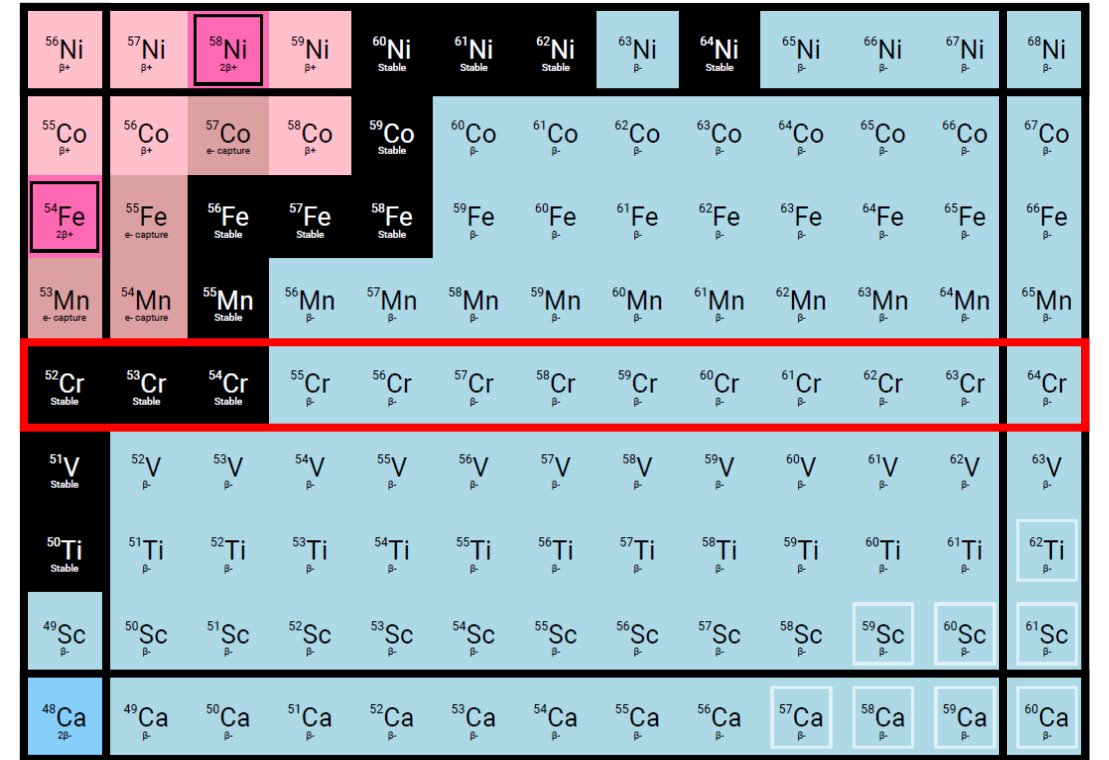 56Ni 57Ni 58Ni 59Ni 60Ni 61Ni 62Ni 63Ni 64Ni 65Ni 66Ni 67Ni 68Ni
β+ β+ 2β+ β+ Stable Stable Stable β- Stable β- β- β- β-
55Co 56Co 57Co 58Co 59Co 60Co 61Co 62Co 63Co 64Co 65Co 66Co 67Co
β+ β+ e- capture β+ Stable β- β- β- β- β- β- β- β-
54Fe 55Fe 56Fe 57Fe 58Fe 59Fe 60Fe 61Fe 62Fe 63Fe 64Fe 65Fe 66Fe
2β+ e- capture Stable Stable Stable β- β- β- β- β- β- β- β-
53Mn 54Mn 55Mn 56Mn 57Mn 58Mn 59Mn 60Mn 61Mn 62Mn 63Mn 64Mn 65Mn
e- capture e- capture Stable β- β- β- β- β- β- β- β- β- β-
52Cr 53Cr 54Cr 55Cr 56Cr 57Cr 58Cr 59Cr 60Cr 61Cr 62Cr 63Cr 64Cr
Stable Stable Stable β- β- β- β- β- β- β- β- β- β-
51V 52V 53V 54V 55V 56V 57V 58V 59V 60V 61V 62V 63V
Stable β- β- β- β- β- β- β- β- β- β- β- β-
50Ti 51Ti 52Ti 53Ti 54Ti 55Ti 56Ti 57Ti 58Ti 59Ti 60Ti 61Ti 62Ti
Stable β- β- β- β- β- β- β- β- β- β- β- β-
49Sc 50Sc 51Sc 52Sc 53Sc 54Sc 55Sc 56Sc 57Sc 58Sc 59Sc 60Sc 61Sc
β- β- β- β- β- β- β- β- β- β- β- β- β-
48Ca 49Ca 50Ca 51Ca 52Ca 53Ca 54Ca 55Ca 56Ca 57Ca 58Ca 59Ca 60Ca
2β- β- β- β- β- β- β- β- β- β- β- β- β-